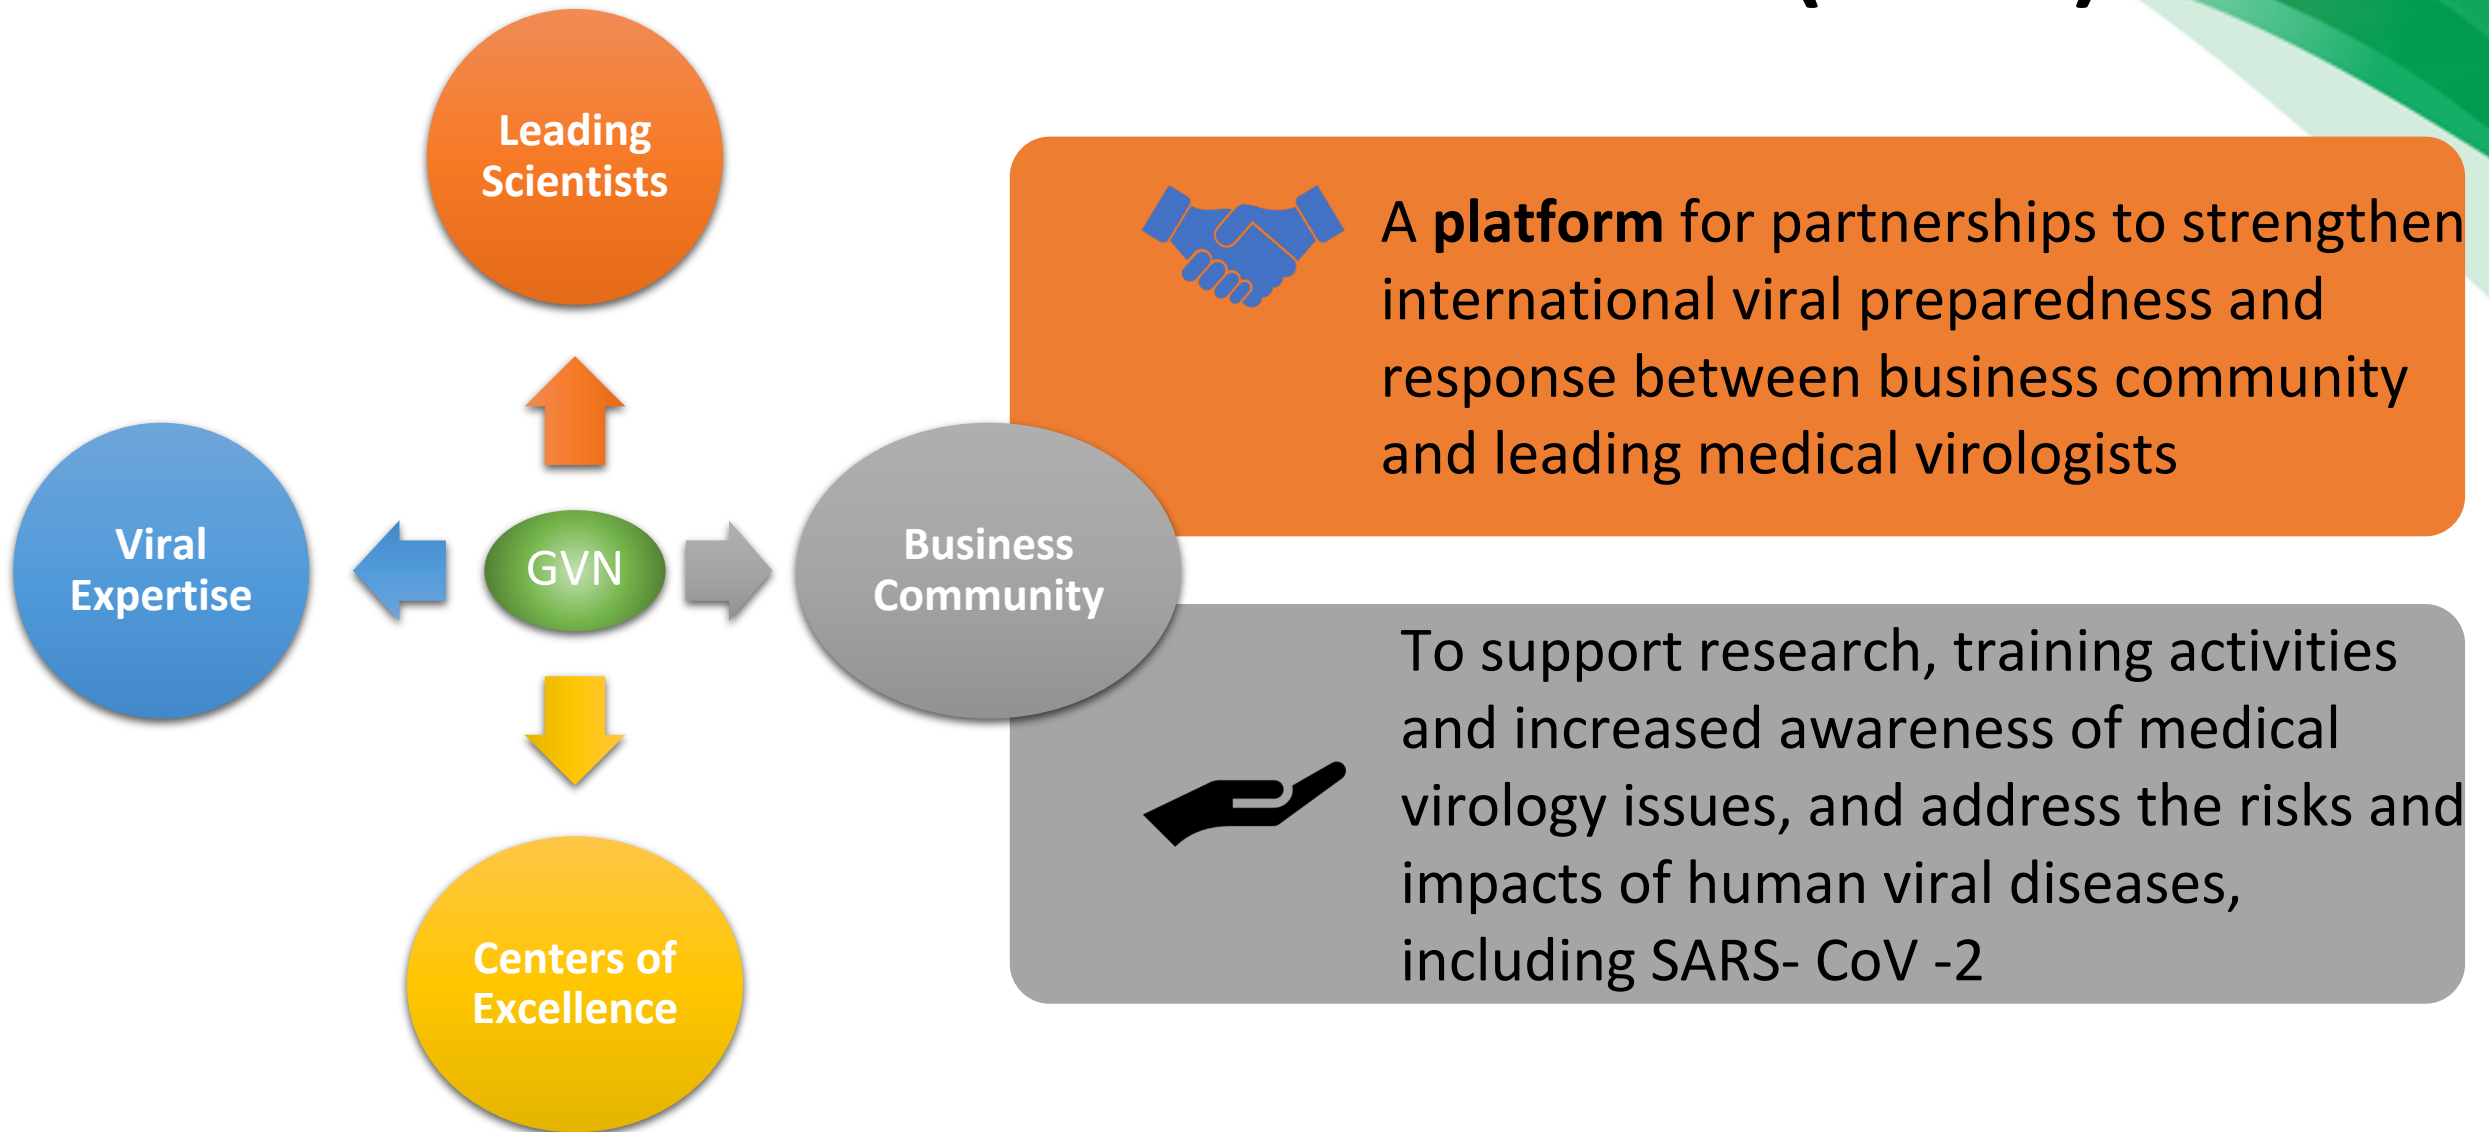 Leading
Scientists
Viral
Expertise
GVN
Business
Community
Centers of
Excellence
A platform for partnerships to strengthen
international viral preparedness and
response between business community
and leading medical virologists
To support research, training activities
and increased awareness of medical
virology issues, and address the risks and
impacts of human viral diseases,
including SARS- CoV -2